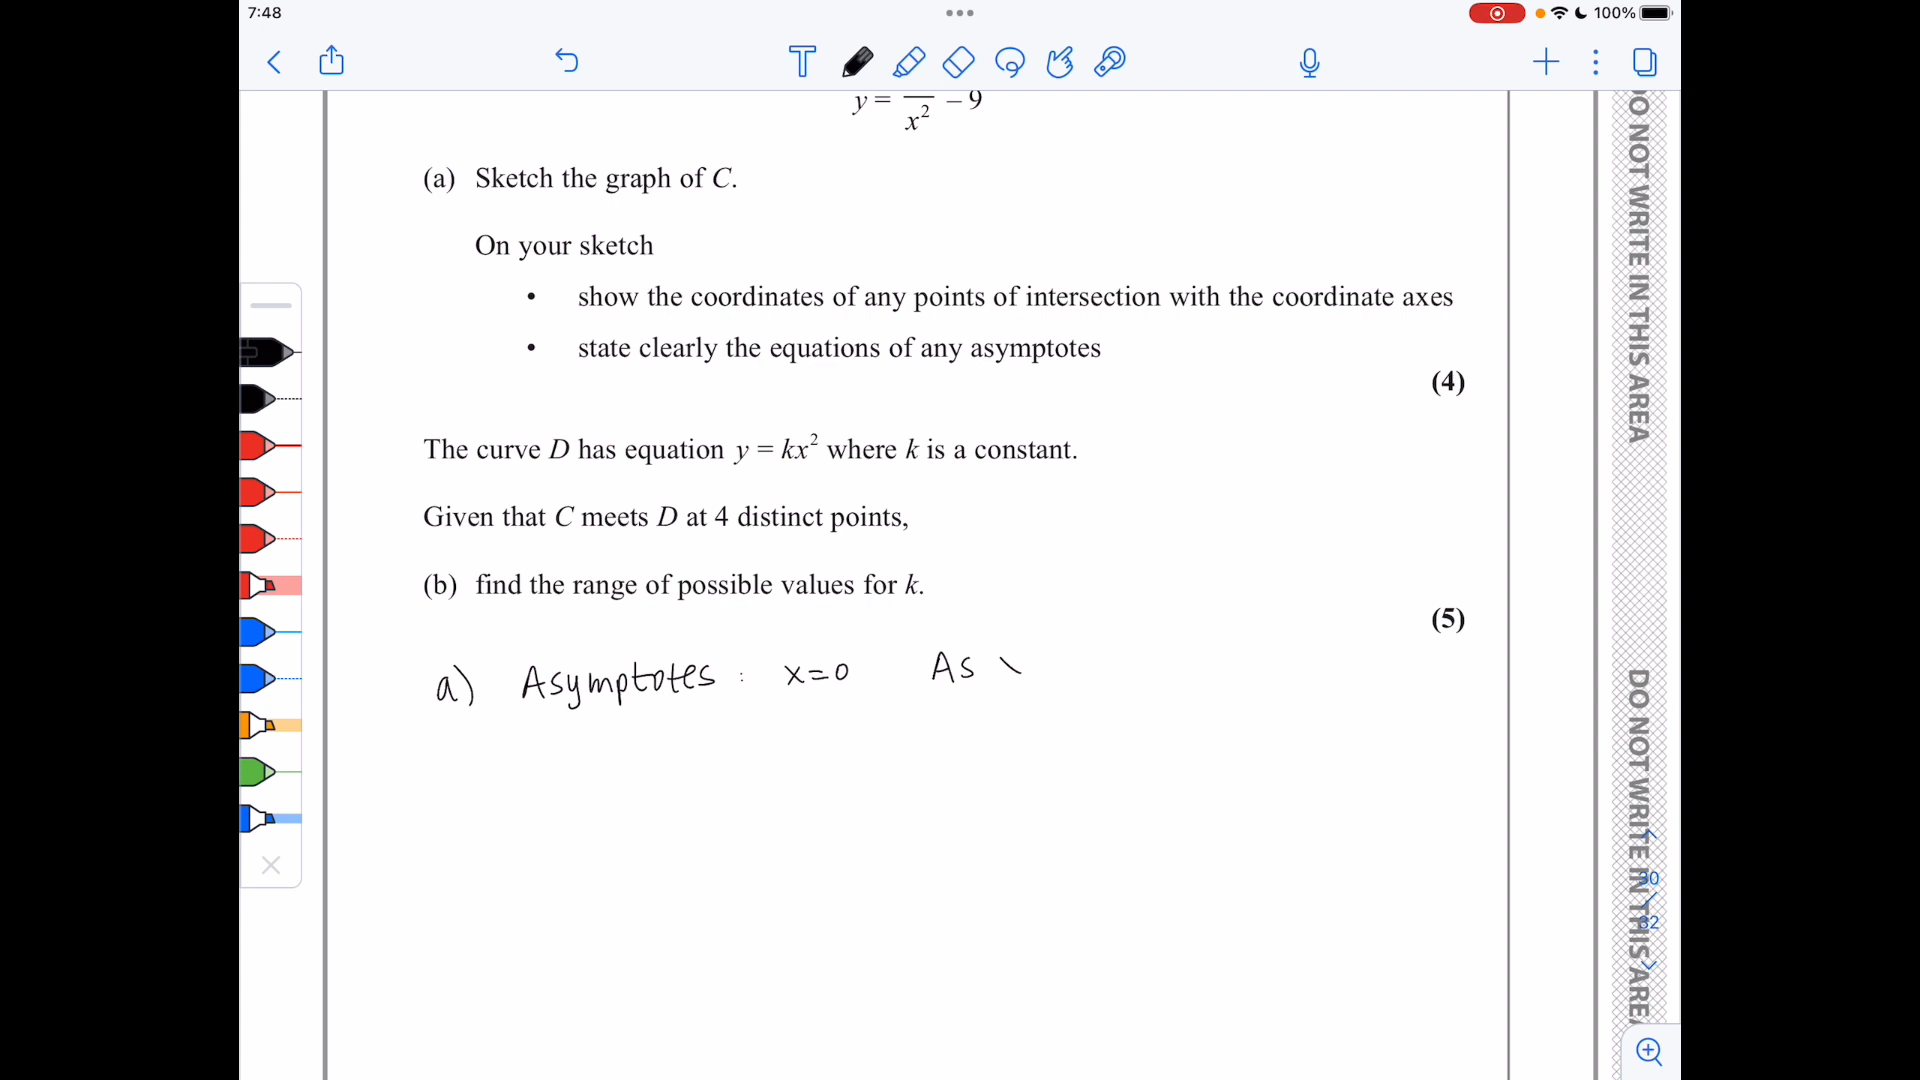 7:48
100%
y = — / x² – 9
(a) Sketch the graph of C.
On your sketch
• show the coordinates of any points of intersection with the coordinate axes
• state clearly the equations of any asymptotes
(4)
The curve D has equation y = kx² where k is a constant.
Given that C meets D at 4 distinct points,
(b) find the range of possible values for k.
(5)
a) Asymptotes : x=0 As
DO NOT WRITE IN THIS AREA
DO NOT WRITE IN THIS AREA
30
32